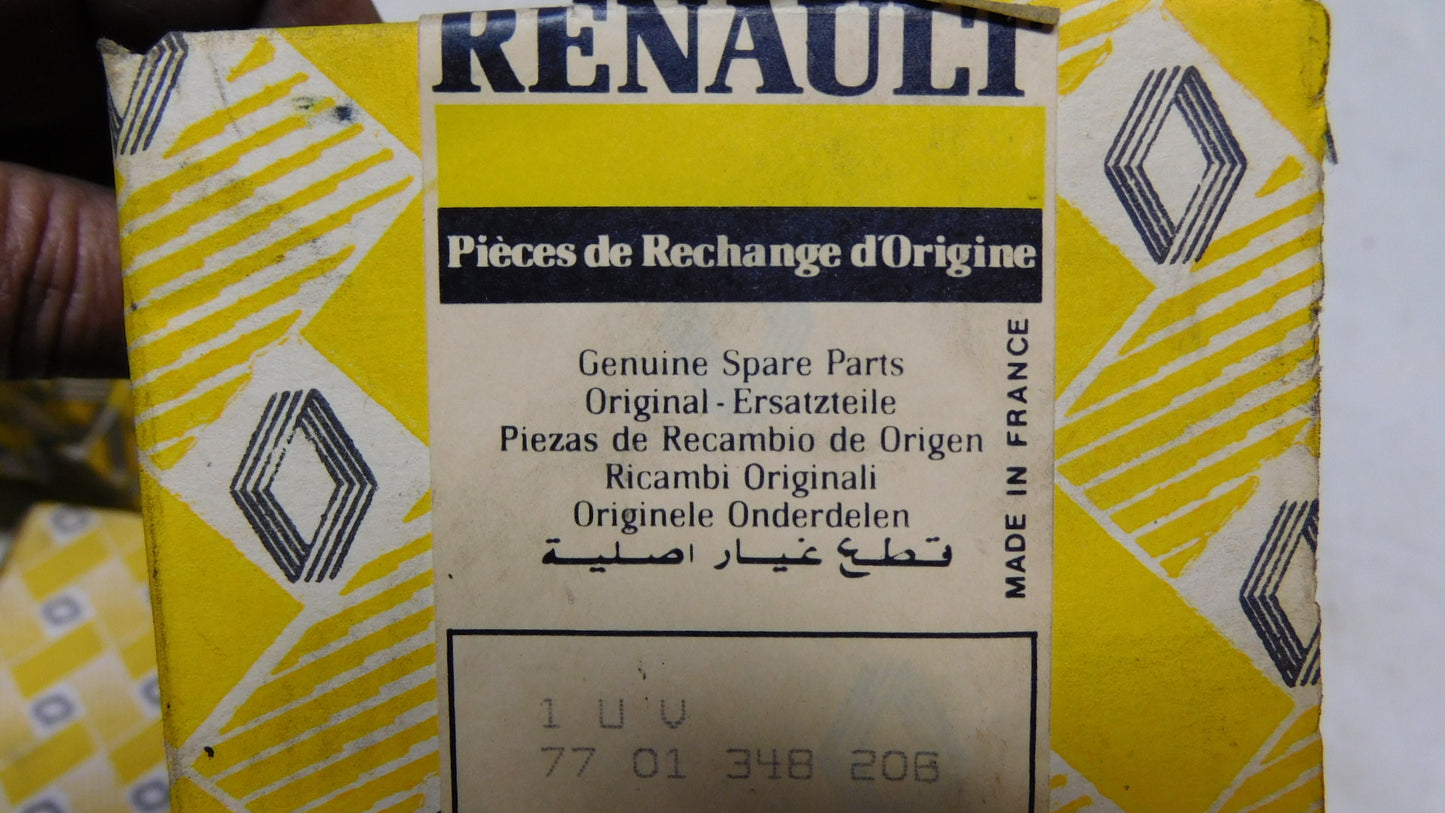 RENAULT
Pièces de Rechange d'Origine
Genuine Spare Parts
Original - Ersatzteile
Piezas de Recambio de Origen
Ricambi Originali
Originele Onderdelen
قطع غيار اصلية
MADE IN FRANCE
1 U V
77 01 348 206